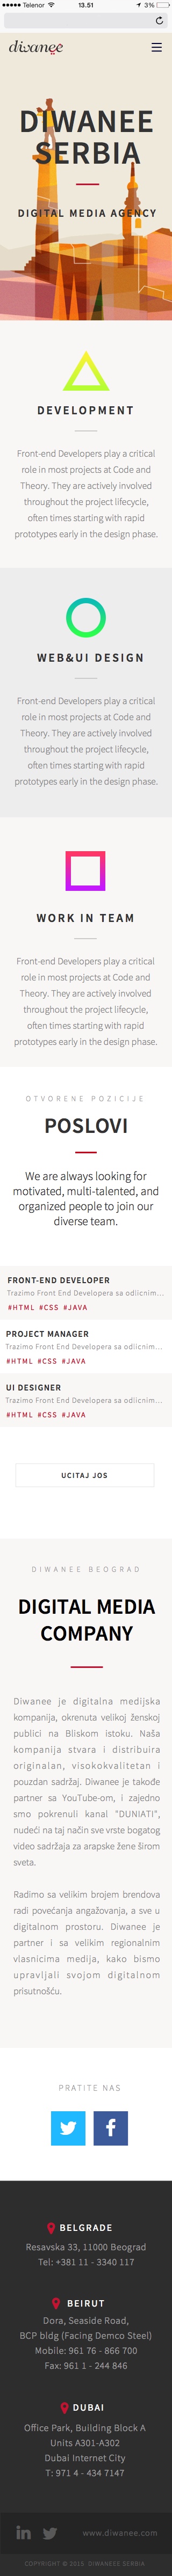 Telenor 13.51 3%
diwanee
DIWANEE
SERBIA
DIGITAL MEDIA AGENCY
DEVELOPMENT
Front-end Developers play a critical
role in most projects at Code and
Theory. They are actively involved
throughout the project lifecycle,
often times starting with rapid
prototypes early in the design phase.
WEB&UI DESIGN
Front-end Developers play a critical
role in most projects at Code and
Theory. They are actively involved
throughout the project lifecycle,
often times starting with rapid
prototypes early in the design phase.
WORK IN TEAM
Front-end Developers play a critical
role in most projects at Code and
Theory. They are actively involved
throughout the project lifecycle,
often times starting with rapid
prototypes early in the design phase.
OTVORENE POZICIJE
POSLOVI
We are always looking for
motivated, multi-talented, and
organized people to join our
diverse team.
FRONT-END DEVELOPER
Trazimo Front End Developera sa odlicnim...
#HTML #CSS #JAVA
PROJECT MANAGER
Trazimo Front End Developera sa odlicnim...
#HTML #CSS #JAVA
UI DESIGNER
Trazimo Front End Developera sa odlicnim...
#HTML #CSS #JAVA
UCITAJ JOS
DIWANEE BEOGRAD
DIGITAL MEDIA
COMPANY
Diwanee je digitalna medijska
kompanija, okrenuta velikoj ženskoj
publici na Bliskom istoku. Naša
kompanija stvara i distribuira
originalan, visokokvalitetan i
pouzdan sadržaj. Diwanee je takođe
partner sa YouTube-om, i zajedno
smo pokrenuli kanal "DUNIATI",
nudeći na taj način sve vrste bogatog
video sadržaja za arapske žene širom
sveta.
Radimo sa velikim brojem brendova
radi povećanja angažovanja, a sve u
digitalnom prostoru. Diwanee je
partner i sa velikim regionalnim
vlasnicima medija, kako bismo
upravljali svojom digitalnom
prisutnošću.
PRATITE NAS
BELGRADE
Resavska 33, 11000 Beograd
Tel: +381 11 - 3340 117
BEIRUT
Dora, Seaside Road,
BCP bldg (Facing Demco Steel)
Mobile: 961 76 - 866 700
Fax: 961 1 - 244 846
DUBAI
Office Park, Building Block A
Units A301-A302
Dubai Internet City
T: 971 4 - 434 7147
www.diwanee.com
COPYRIGHT © 2015 DIWANEES SERBIA